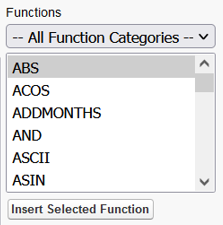 Functions
-- All Function Categories --
ABS
ACOS
ADDMONTHS
AND
ASCII
ASIN
Insert Selected Function